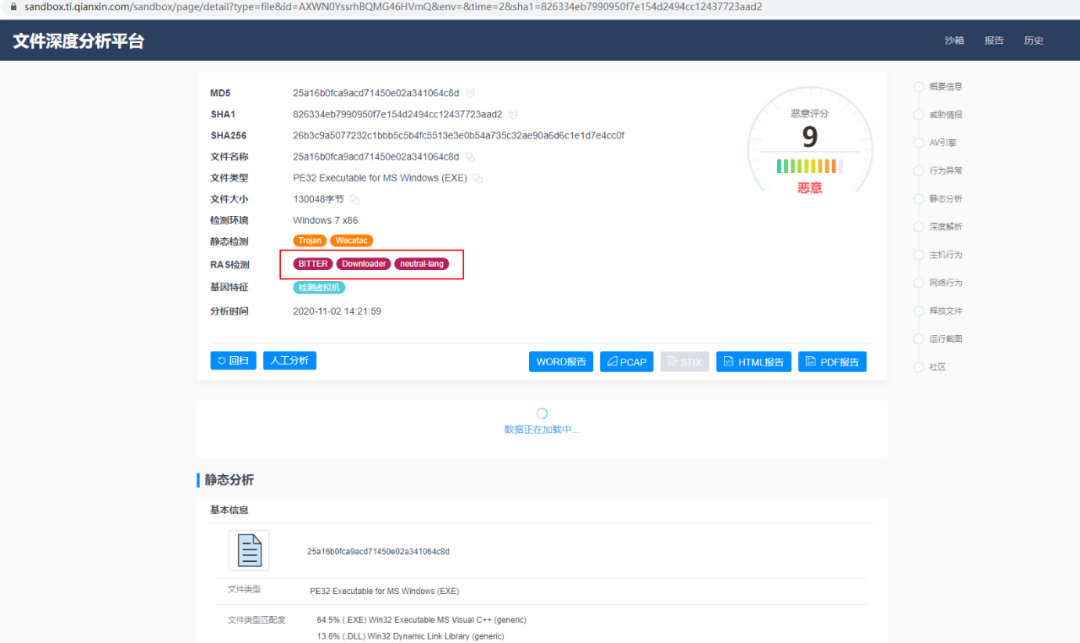 sandbox.ti.qianxin.com/sandbox/page/detail?type=file&id=AXWN0YssrhBQMG46HVmQ&env=&time=2&sha1=826334eb7990950f7e154d2494cc12437723aad2
文件深度分析平台
沙箱 报告 历史
MD5 25a16b0fca9acd71450e02a341064c8d
SHA1 826334eb7990950f7e154d2494cc12437723aad2
SHA256 26b3c9a5077232c1bbb5c5b4fc5513e3e0b54a735c32ae90a6d6c1e1d7e4cc0f
文件名称 25a16b0fca9acd71450e02a341064c8d
文件类型 PE32 Executable for MS Windows (EXE)
文件大小 130048字节
检测环境 Windows 7 x86
静态检测 Trojan Wacatac
RAS检测 BITTER Downloader neutral-lang
基因特征 检测虚拟机
分析时间 2020-11-02 14:21:59
恶意评分
9
恶意
回归 人工分析 WORD报告 PCAP STIX HTML报告 PDF报告
概要信息
威胁情报
AV引擎
行为异常
静态分析
深度解析
主机行为
网络行为
释放文件
运行截图
社区
数据正在加载中...
静态分析
基本信息
25a16b0fca9acd71450e02a341064c8d
文件类型 PE32 Executable for MS Windows (EXE)
文件类型匹配度 64.5% (.EXE) Win32 Executable MS Visual C++ (generic)
13.6% (.DLL) Win32 Dynamic Link Library (generic)